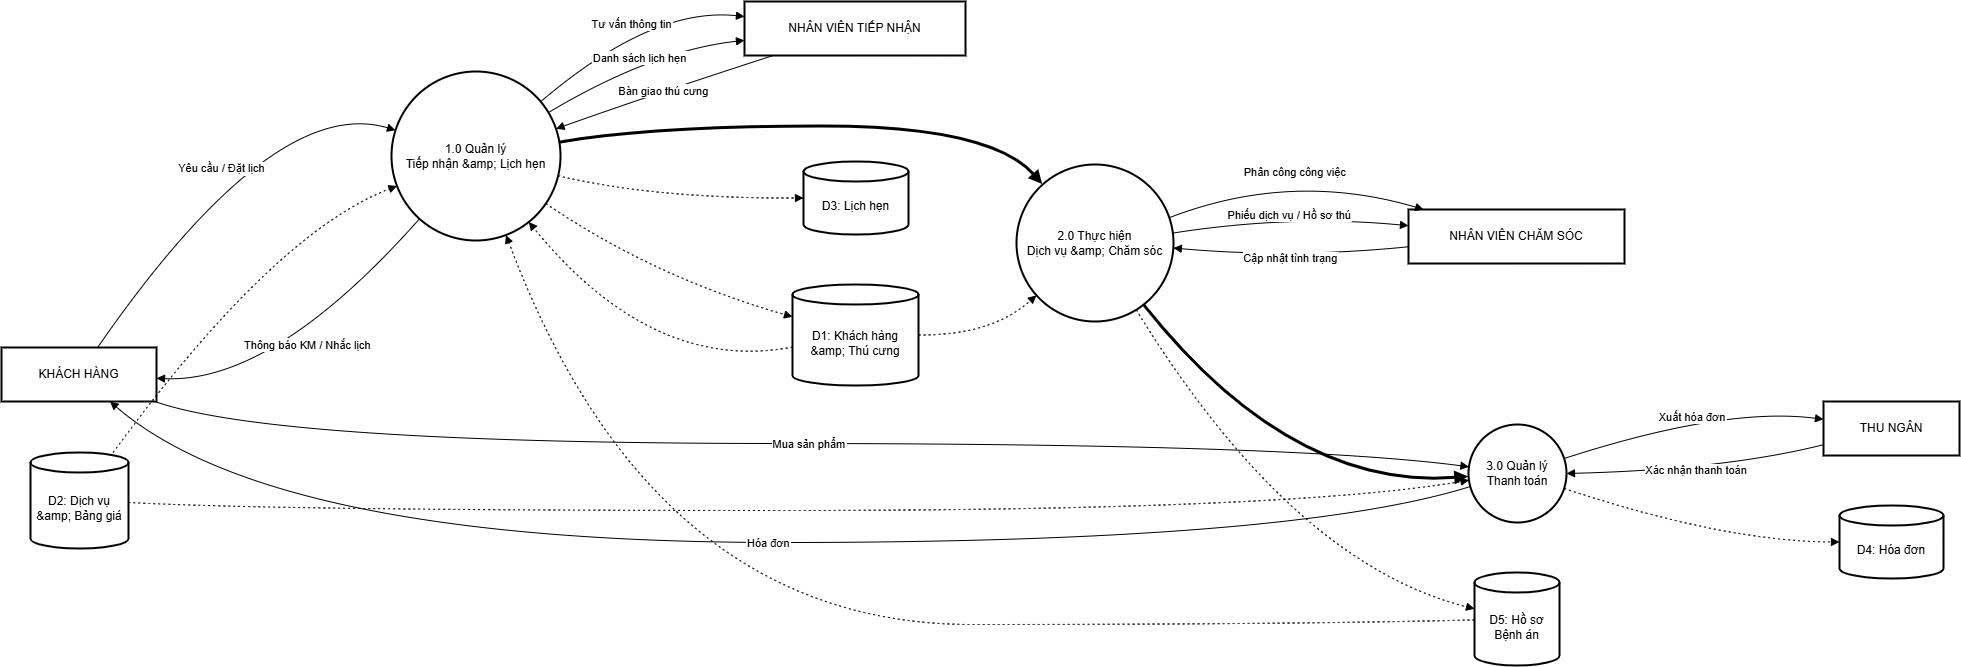 Tư vấn thông tin
NHÂN VIÊN TIẾP NHẬN
Danh sách lịch hẹn
Bàn giao thú cưng
1.0 Quản lý
Tiếp nhận &amp; Lịch hẹn
Yêu cầu / Đặt lịch
D3: Lịch hẹn
Phân công công việc
Phiếu dịch vụ / Hồ sơ thú
NHÂN VIÊN CHĂM SÓC
2.0 Thực hiện
Dịch vụ &amp; Chăm sóc
Cập nhật tình trạng
D1: Khách hàng
&amp; Thú cưng
Thông báo KM / Nhắc lịch
KHÁCH HÀNG
Xuất hóa đơn
THU NGÂN
Mua sản phẩm
3.0 Quản lý
Thanh toán
Xác nhận thanh toán
D2: Dịch vụ
&amp; Bảng giá
Hóa đơn
D4: Hóa đơn
D5: Hồ sơ
Bệnh án